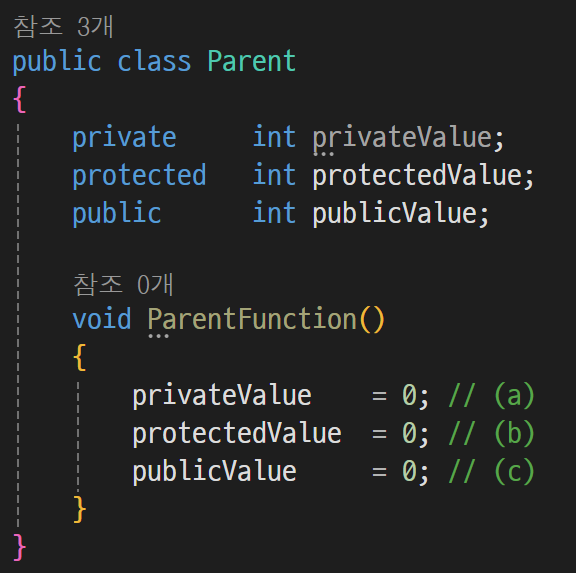 참조 3개
public class Parent
{
private int privateValue;
protected int protectedValue;
public int publicValue;
참조 0개
void ParentFunction()
{
privateValue = 0; // (a)
protectedValue = 0; // (b)
publicValue = 0; // (c)
}
}